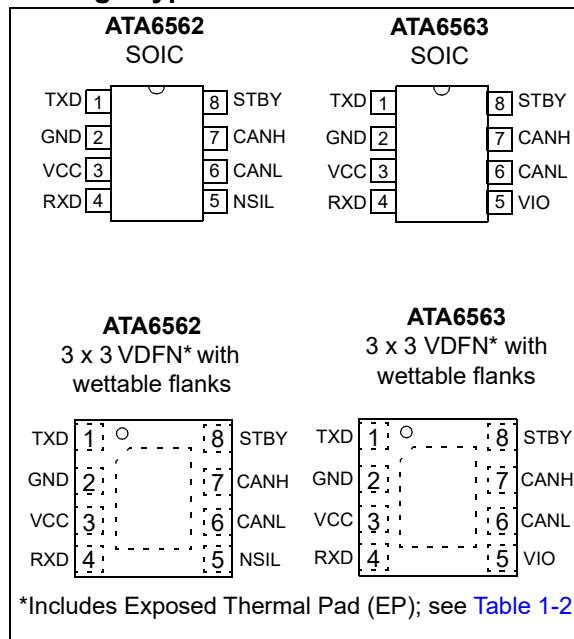 ATA6562
SOIC
TXD 1 8 STBY
GND 2 7 CANH
VCC 3 6 CANL
RXD 4 5 NSIL
ATA6563
SOIC
TXD 1 8 STBY
GND 2 7 CANH
VCC 3 6 CANL
RXD 4 5 VIO
ATA6562
3 x 3 VDFN* with
wettable flanks
TXD 1 8 STBY
GND 2 7 CANH
VCC 3 6 CANL
RXD 4 5 NSIL
ATA6563
3 x 3 VDFN* with
wettable flanks
TXD 1 8 STBY
GND 2 7 CANH
VCC 3 6 CANL
RXD 4 5 VIO
*Includes Exposed Thermal Pad (EP); see Table 1-2